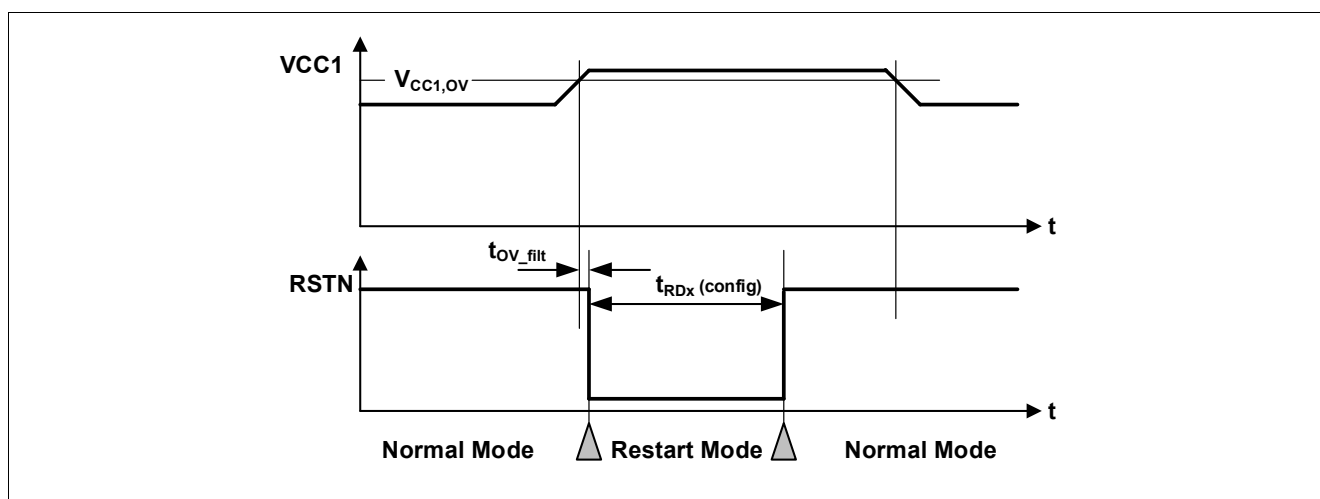 VCC1
VCC1,OV
t
tOV_filt
tRDx (config)
RSTN
t
Normal Mode
Restart Mode
Normal Mode